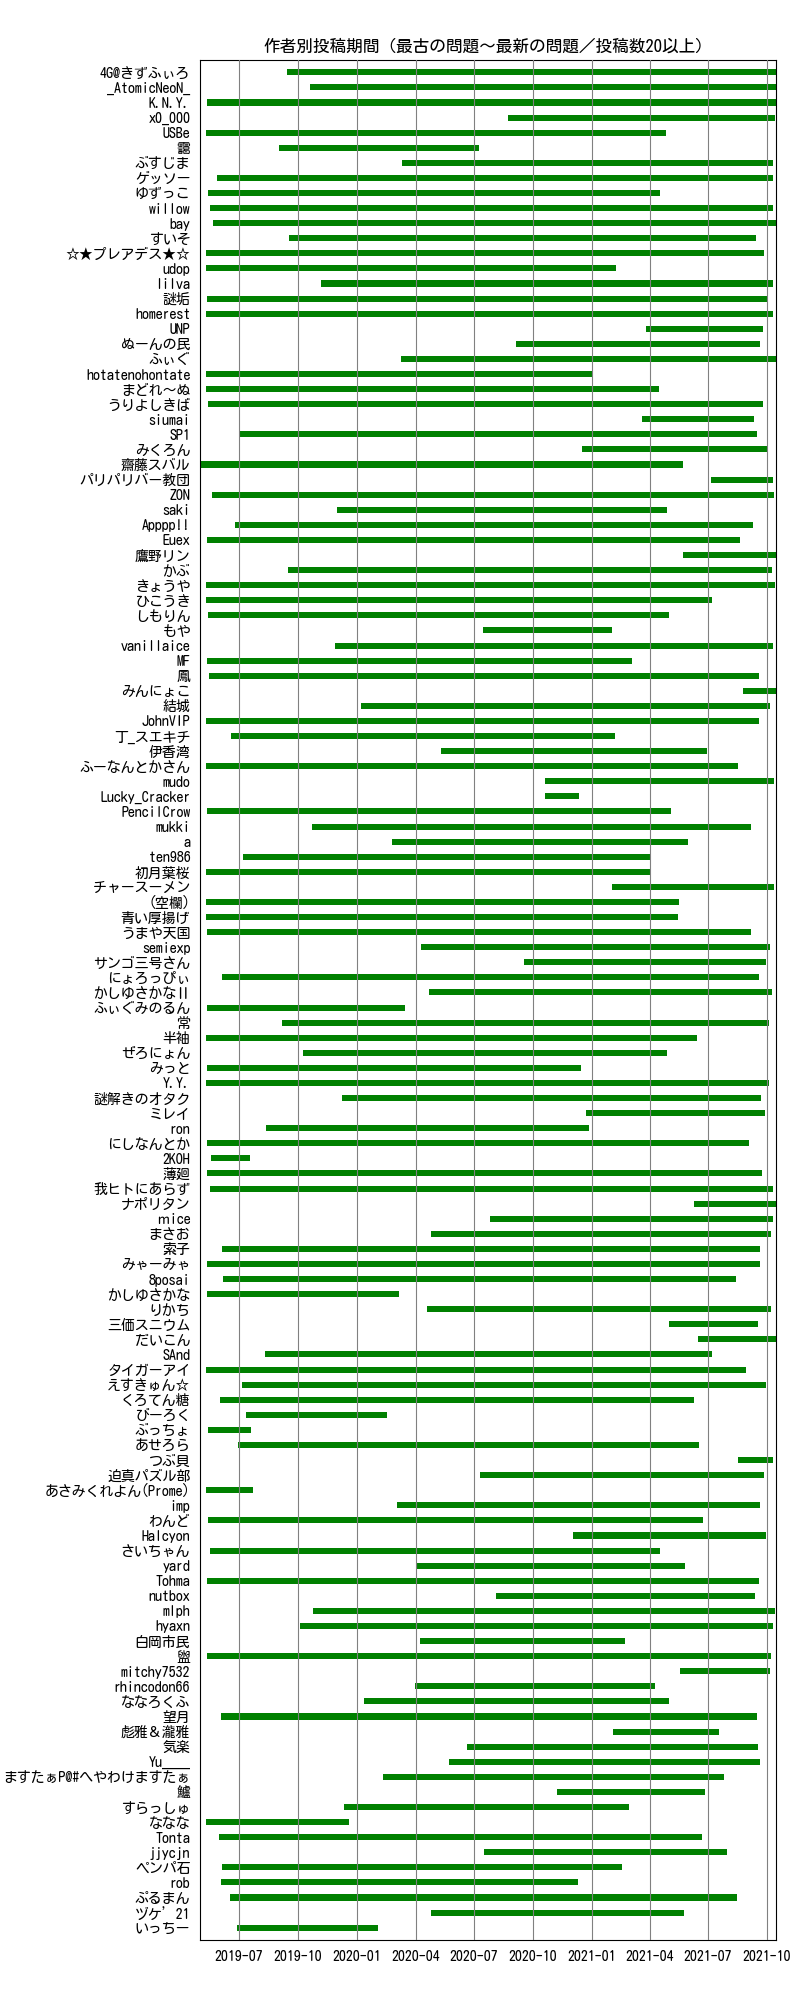 作者別投稿期間（最古の問題～最新の問題／投稿数20以上）
4G@きずふぃろ
_AtomicNeoN_
K.N.Y.
xO_OOO
USBe
靄
ぶすじま
ゲッソー
ゆずっこ
willow
bay
すいそ
☆★プレアデス★☆
udop
lilva
謎垢
homerest
UNP
ぬーんの民
ふぃぐ
hotatenohontate
まどれ～ぬ
うりよしきば
siumai
SP1
みくろん
齋藤スバル
パリパリバー教団
ZON
saki
AppppII
Euex
鷹野リン
かぶ
きょうや
ひこうき
しもりん
もや
vanillaice
MF
鳳
みんにょこ
結城
JohnVIP
丁_スエキチ
伊香湾
ふーなんとかさん
mudo
Lucky_Cracker
PencilCrow
mukki
a
ten986
初月葉桜
チャースーメン
(空欄)
青い厚揚げ
うまや天国
semiexp
サンゴ三号さん
にょろっぴぃ
かしゆさかなⅡ
ふぃぐみのるん
常
半袖
ぜろにょん
みっと
Y.Y.
謎解きのオタク
ミレイ
ron
にしなんとか
2KOH
薄廻
我ヒトにあらず
ナポリタン
mice
まさお
索子
みゃーみゃ
8posai
かしゆさかな
りかち
三価スニウム
だいこん
SAnd
タイガーアイ
えすきゅん☆
くろてん糖
びーろく
ぶっちょ
あせろら
つぶ貝
迫真パズル部
あさみくれよん(Prome)
imp
わんど
Halcyon
さいちゃん
yard
Tohma
nutbox
mlph
hyaxn
白岡市民
盥
mitchy7532
rhincodon66
ななろくふ
望月
彪雅＆瀧雅
気楽
Yu____
ますたぁP@#へやわけますたぁ
鱸
すらっしゅ
ななな
Tonta
jjycjn
ペンパ石
rob
ぷるまん
ヅケ'21
いっちー
2019-07 2019-10 2020-01 2020-04 2020-07 2020-10 2021-01 2021-04 2021-07 2021-10